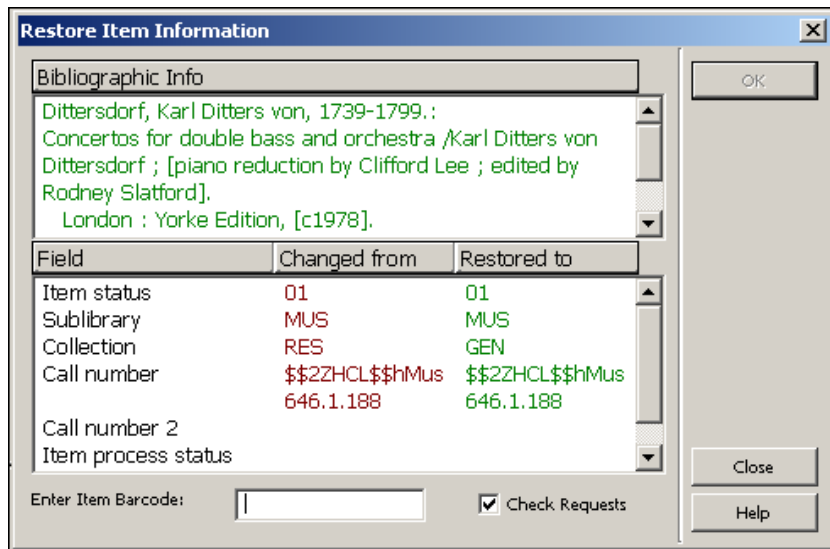 Restore Item Information
Bibliographic Info
OK
Dittersdorf, Karl Ditters von, 1739-1799.:
Concertos for double bass and orchestra /Karl Ditters von
Dittersdorf ; [piano reduction by Clifford Lee ; edited by
Rodney Slatford].
London : Yorke Edition, [c1978].
Field Changed from Restored to
Item status 01 01
Sublibrary MUS MUS
Collection RES GEN
Call number $$2ZHCL$$hMus $$2ZHCL$$hMus
646.1.188 646.1.188
Call number 2
Item process status
Close
Enter Item Barcode: Check Requests
Help